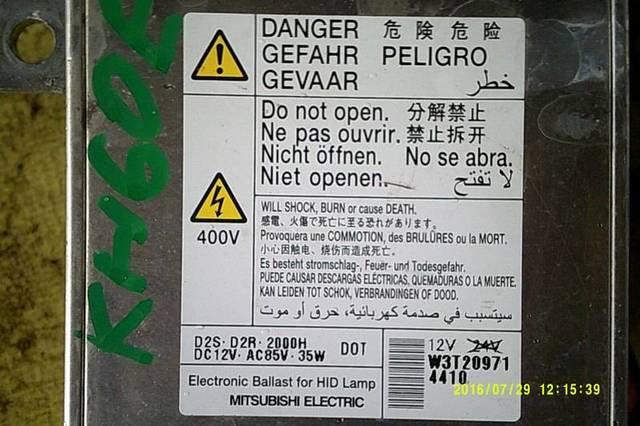 KW60E
DANGER 危険 危险
GEFAHR PELIGRO
GEVAAR خطر
Do not open. 分解禁止
Ne pas ouvrir. 禁止拆开
Nicht öffnen. No se abra.
Niet openen. لا تفتح
400V
WILL SHOCK, BURN or cause DEATH.
感電、火傷で死亡に至る恐れがあります。
Provoquera une COMMOTION, des BRULÛRES ou la MORT.
小心因触电、烧伤而造成死亡。
Es besteht stromschlag-, Feuer- und Todesgefahr.
PUEDE CAUSAR DESCARGAS ELÉCTRICAS, QUEMADURAS O LA MUERTE.
KAN LEIDEN TOT SCHOK, VERBRANDINGEN OF DOOD.
سيتسبب في صدمة كهربائية، حرق أو موت
D2S·D2R·2000H
DC12V·AC85V·35W DOT
Electronic Ballast for HID Lamp
MITSUBISHI ELECTRIC
12V 24V
W3T20971
4410
2016/07/29 12:15:39